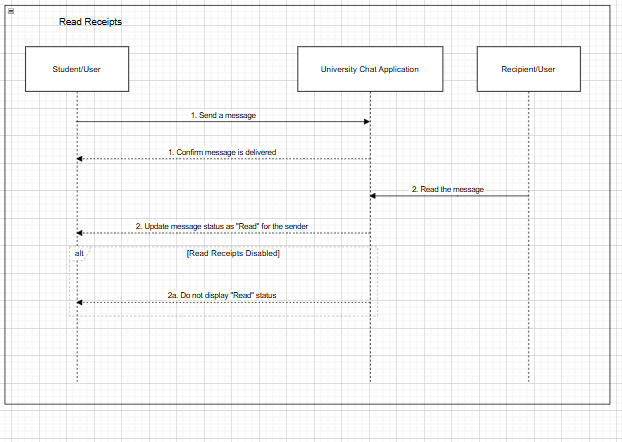 Read Receipts
Student/User
University Chat Application
Recipient/User
1. Send a message
1. Confirm message is delivered
2. Read the message
2. Update message status as "Read" for the sender
alt
[Read Receipts Disabled]
2a. Do not display "Read" status